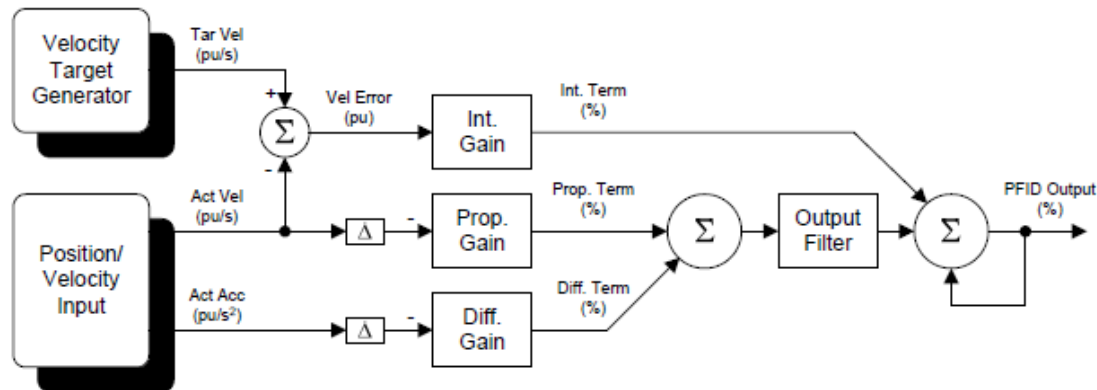 Velocity
Target
Generator
Tar Vel
(pu/s)
+
Σ
-
Vel Error
(pu)
Int.
Gain
Int. Term
(%)
Position/
Velocity
Input
Act Vel
(pu/s)
Δ
-
Prop.
Gain
Prop. Term
(%)
Σ
Output
Filter
Σ
PFID Output
(%)
Act Acc
(pu/s²)
Δ
-
Diff.
Gain
Diff. Term
(%)